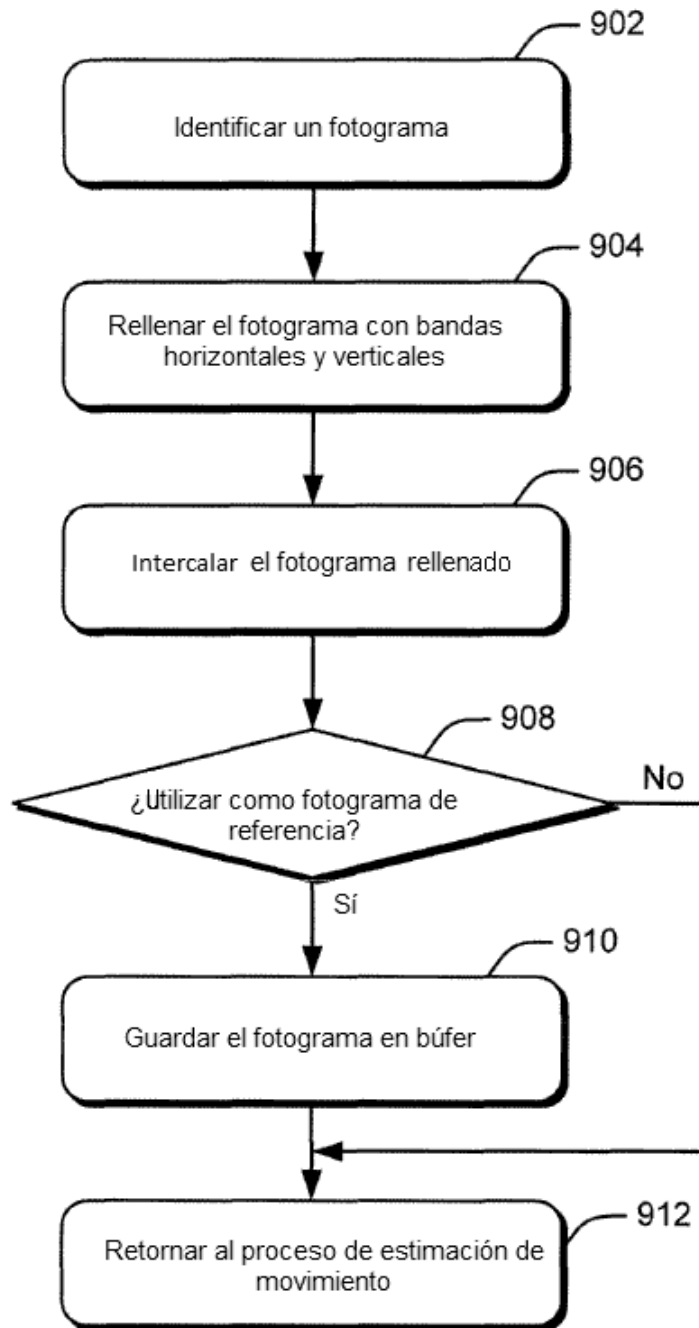 902
Identificar un fotograma
904
Rellenar el fotograma con bandas
horizontales y verticales
906
Intercalar el fotograma rellenado
908
No
¿Utilizar como fotograma de
referencia?
Sí
910
Guardar el fotograma en búfer
912
Retornar al proceso de estimación de
movimiento